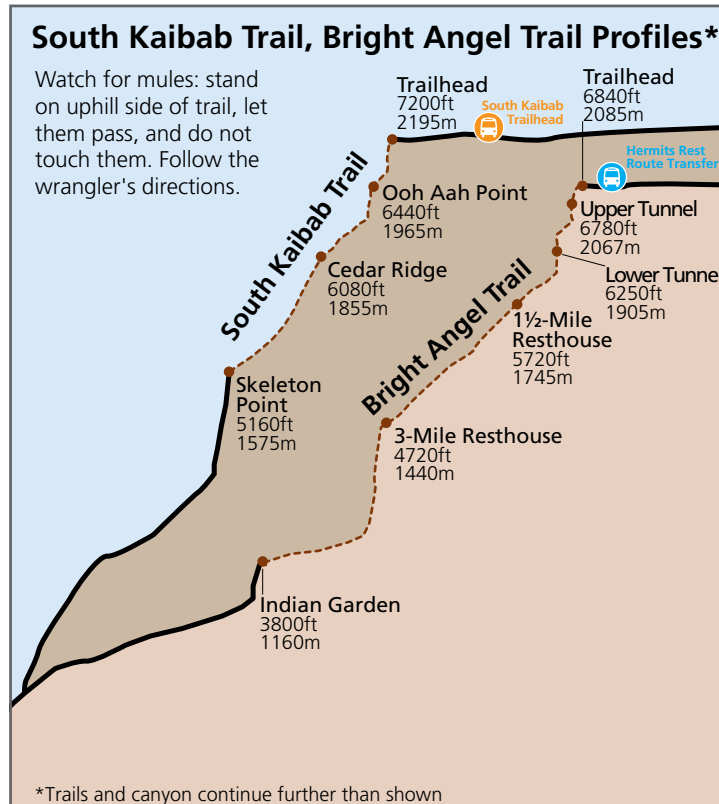 South Kaibab Trail, Bright Angel Trail Profiles*
Watch for mules: stand
on uphill side of trail, let
them pass, and do not
touch them. Follow the
wrangler's directions.
Trailhead
7200ft
2195m
South Kaibab
Trailhead
Trailhead
6840ft
2085m
Hermits Rest
Route Transfer
South Kaibab Trail
Ooh Aah Point
6440ft
1965m
Upper Tunnel
6780ft
2067m
Cedar Ridge
6080ft
1855m
Lower Tunne
6250ft
1905m
Bright Angel Trail
1½-Mile
Resthouse
5720ft
1745m
Skeleton
Point
5160ft
1575m
3-Mile Resthouse
4720ft
1440m
Indian Garden
3800ft
1160m
*Trails and canyon continue further than shown